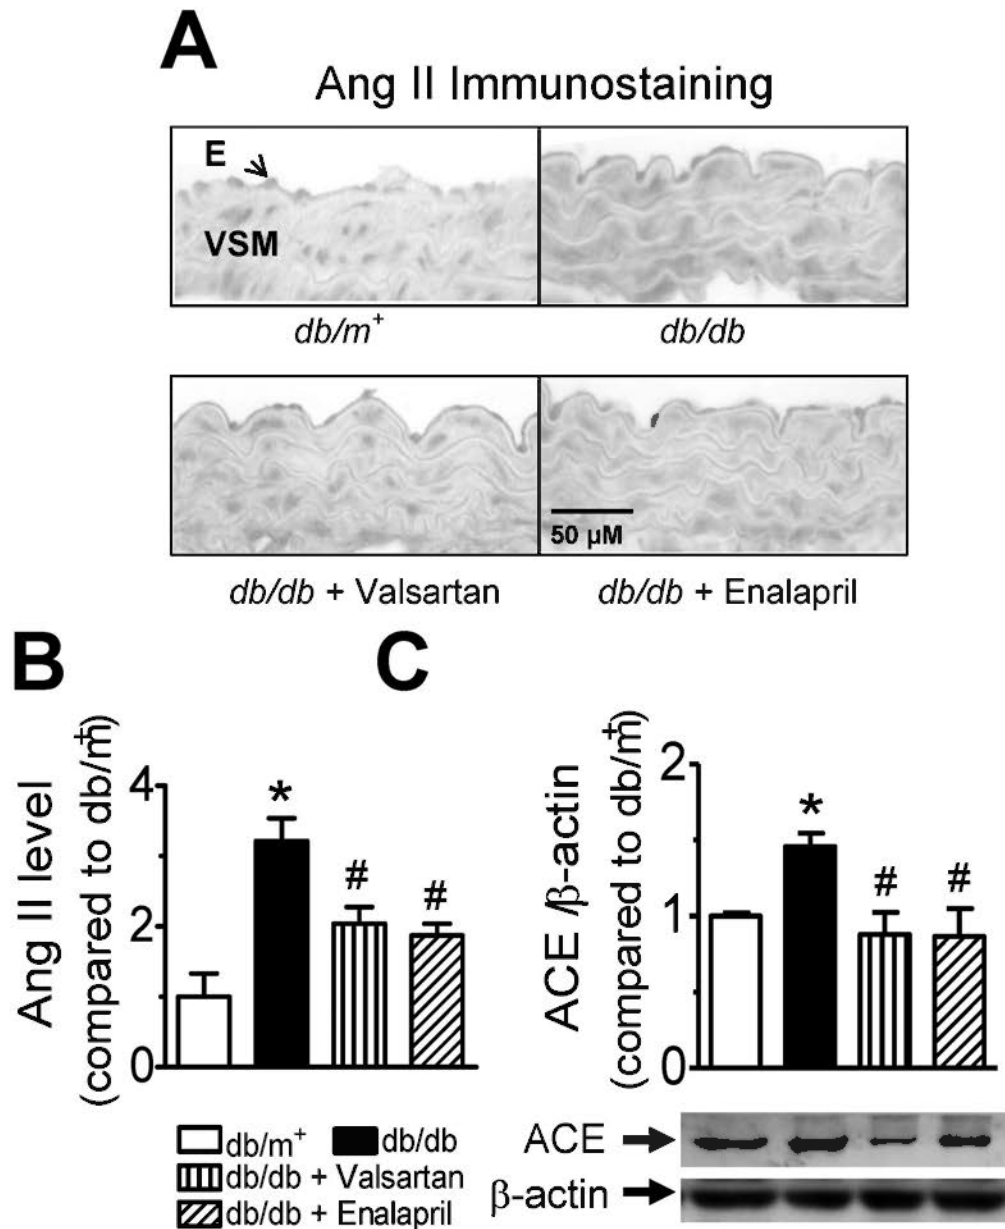 A
Ang II Immunostaining
E
VSM
db/m+
db/db
50 µM
db/db + Valsartan
db/db + Enalapril
B
Ang II level
(compared to db/m+)
4
2
0
*
#
#
C
ACE /β-actin
(compared to db/m+)
2
1
0
*
#
#
db/m+
db/db
db/db + Valsartan
db/db + Enalapril
ACE
β-actin